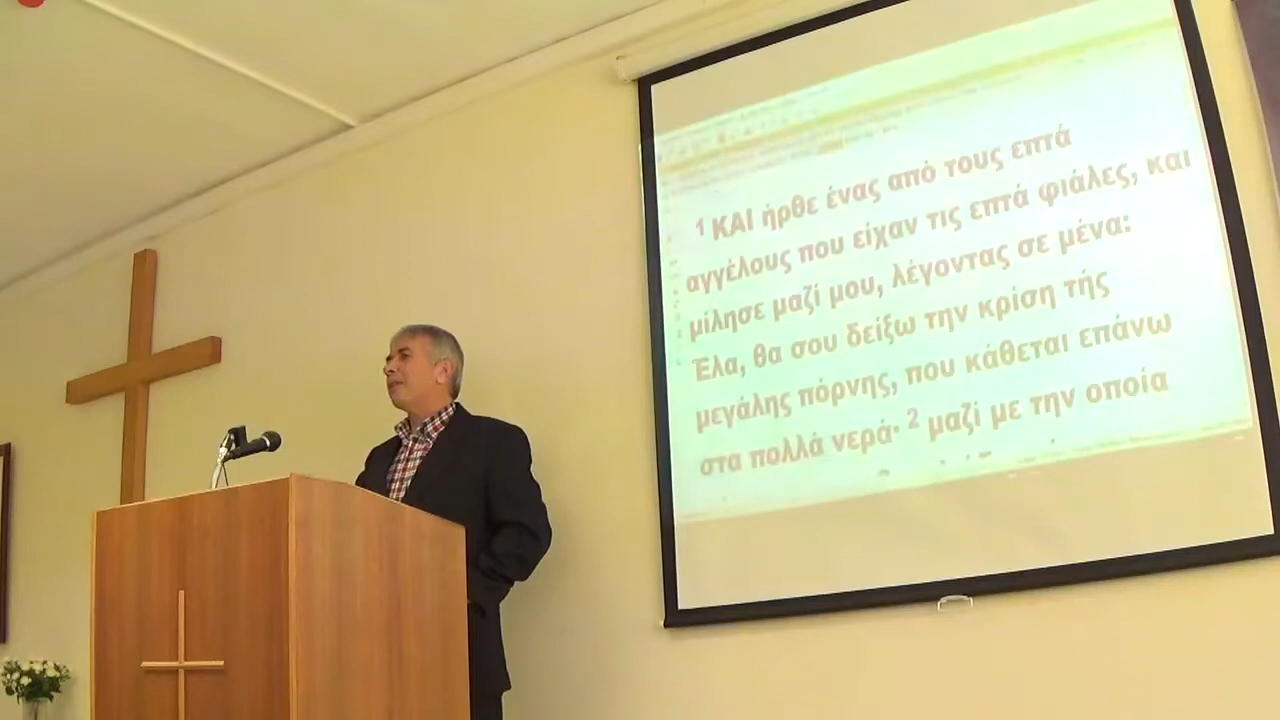 1 ΚΑΙ ήρθε ένας από τους επτά
αγγέλους που είχαν τις επτά φιάλες, και
μίλησε μαζί μου, λέγοντας σε μένα:
Έλα, θα σου δείξω την κρίση τής
μεγάλης πόρνης, που κάθεται επάνω
στα πολλά νερά· 2 μαζί με την οποία